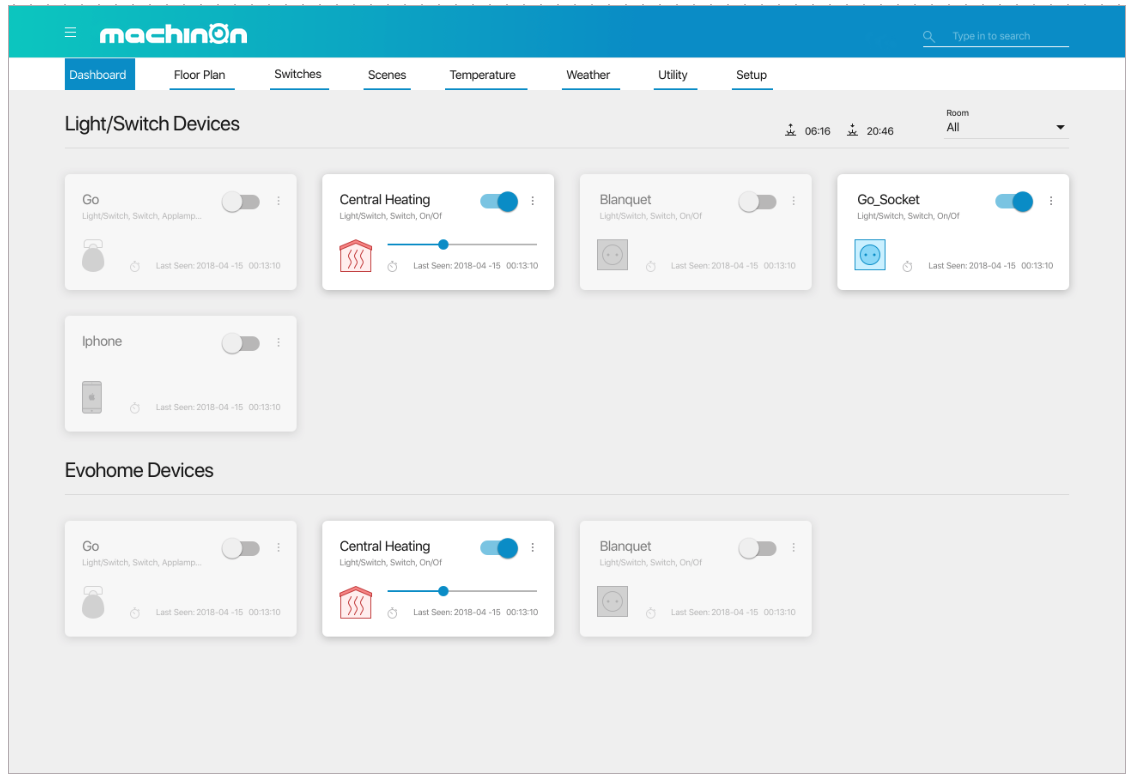 machinon
Type in to search
Dashboard Floor Plan Switches Scenes Temperature Weather Utility Setup
Light/Switch Devices
06:16 20:46
Room
All
Go
Light/Switch, Switch, Applamp...
Last Seen: 2018-04 -15 00:13:10
Central Heating
Light/Switch, Switch, On/Of
Last Seen: 2018-04 -15 00:13:10
Blanquet
Light/Switch, Switch, On/Of
Last Seen: 2018-04 -15 00:13:10
Go_Socket
Light/Switch, Switch, On/Of
Last Seen: 2018-04 -15 00:13:10
Iphone
Last Seen: 2018-04 -15 00:13:10
Evohome Devices
Go
Light/Switch, Switch, Applamp...
Last Seen: 2018-04 -15 00:13:10
Central Heating
Light/Switch, Switch, On/Of
Last Seen: 2018-04 -15 00:13:10
Blanquet
Light/Switch, Switch, On/Of
Last Seen: 2018-04 -15 00:13:10